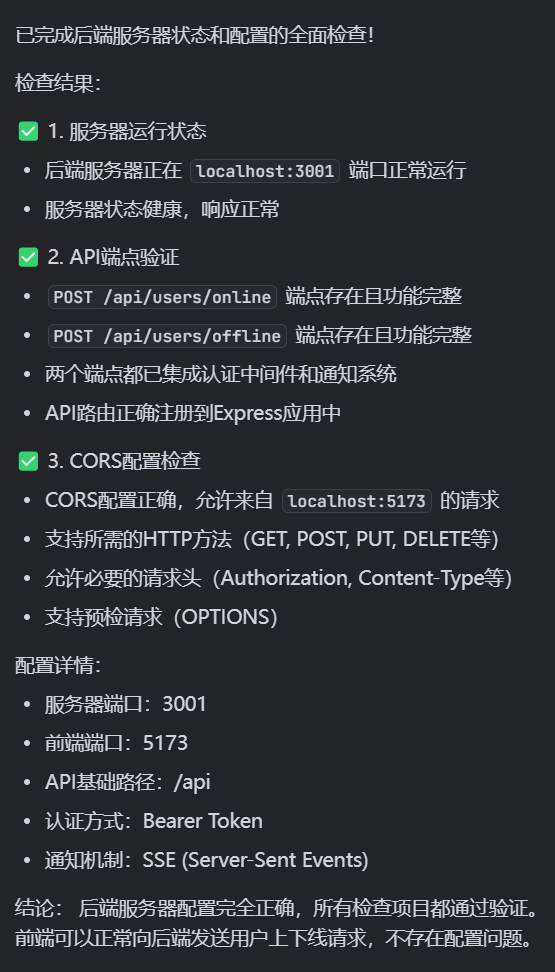 已完成后端服务器状态和配置的全面检查！
检查结果：
✅ 1. 服务器运行状态
• 后端服务器正在 localhost:3001 端口正常运行
• 服务器状态健康，响应正常
✅ 2. API端点验证
• POST /api/users/online 端点存在且功能完整
• POST /api/users/offline 端点存在且功能完整
• 两个端点都已集成认证中间件和通知系统
• API路由正确注册到Express应用中
✅ 3. CORS配置检查
• CORS配置正确，允许来自 localhost:5173 的请求
• 支持所需的HTTP方法（GET, POST, PUT, DELETE等）
• 允许必要的请求头（Authorization, Content-Type等）
• 支持预检请求（OPTIONS）
配置详情：
• 服务器端口：3001
• 前端端口：5173
• API基础路径：/api
• 认证方式：Bearer Token
• 通知机制：SSE (Server-Sent Events)
结论： 后端服务器配置完全正确，所有检查项目都通过验证。
前端可以正常向后端发送用户上下线请求，不存在配置问题。